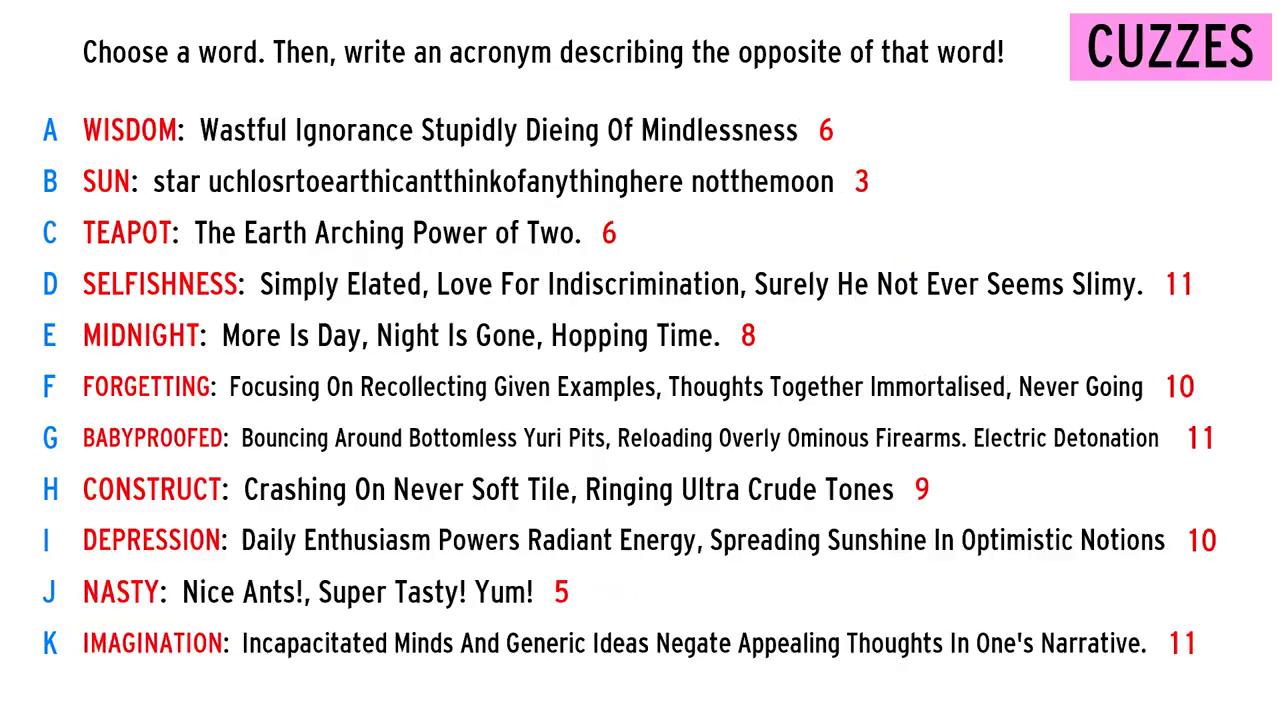 Choose a word. Then, write an acronym describing the opposite of that word!
CUZZES
A WISDOM: Wastful Ignorance Stupidly Dieing Of Mindlessness 6
B SUN: star uchlosrtoearthicantthinkofanythinghere notthemoon 3
C TEAPOT: The Earth Arching Power of Two. 6
D SELFISHNESS: Simply Elated, Love For Indiscrimination, Surely He Not Ever Seems Slimy. 11
E MIDNIGHT: More Is Day, Night Is Gone, Hopping Time. 8
F FORGETTING: Focusing On Recollecting Given Examples, Thoughts Together Immortalised, Never Going 10
G BABYPROOFED: Bouncing Around Bottomless Yuri Pits, Reloading Overly Ominous Firearms. Electric Detonation 11
H CONSTRUCT: Crashing On Never Soft Tile, Ringing Ultra Crude Tones 9
I DEPRESSION: Daily Enthusiasm Powers Radiant Energy, Spreading Sunshine In Optimistic Notions 10
J NASTY: Nice Ants!, Super Tasty! Yum! 5
K IMAGINATION: Incapacitated Minds And Generic Ideas Negate Appealing Thoughts In One's Narrative. 11